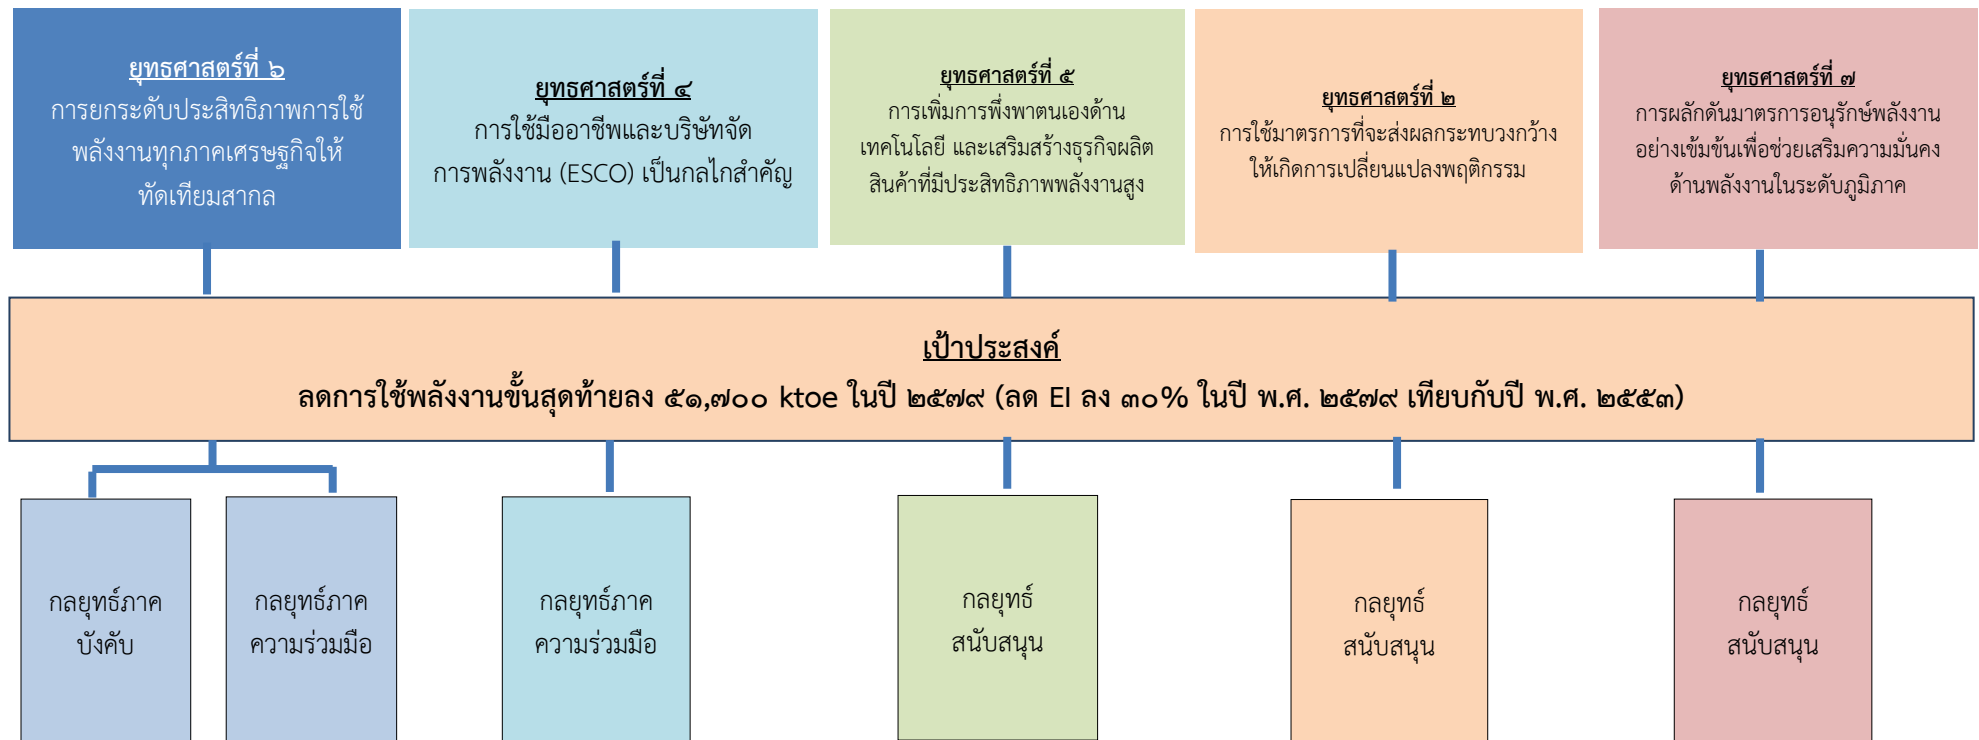 ยุทธศาสตร์ที่ ๖
การยกระดับประสิทธิภาพการใช้
พลังงานทุกภาคเศรษฐกิจให้
ทัดเทียมสากล
ยุทธศาสตร์ที่ ๔
การใช้มืออาชีพและบริษัทจัด
การพลังงาน (ESCO) เป็นกลไกสำคัญ
ยุทธศาสตร์ที่ ๕
การเพิ่มการพึ่งพาตนเองด้าน
เทคโนโลยี และเสริมสร้างธุรกิจผลิต
สินค้าที่มีประสิทธิภาพพลังงานสูง
ยุทธศาสตร์ที่ ๒
การใช้มาตรการที่จะส่งผลกระทบวงกว้าง
ให้เกิดการเปลี่ยนแปลงพฤติกรรม
ยุทธศาสตร์ที่ ๗
การผลักดันมาตรการอนุรักษ์พลังงาน
อย่างเข้มข้นเพื่อช่วยเสริมความมั่นคง
ด้านพลังงานในระดับภูมิภาค
เป้าประสงค์
ลดการใช้พลังงานขั้นสุดท้ายลง ๕๑,๗๐๐ ktoe ในปี ๒๕๗๙ (ลด EI ลง ๓๐% ในปี พ.ศ. ๒๕๗๙ เทียบกับปี พ.ศ. ๒๕๕๓)
กลยุทธ์ภาค
บังคับ
กลยุทธ์ภาค
ความร่วมมือ
กลยุทธ์ภาค
ความร่วมมือ
กลยุทธ์
สนับสนุน
กลยุทธ์
สนับสนุน
กลยุทธ์
สนับสนุน